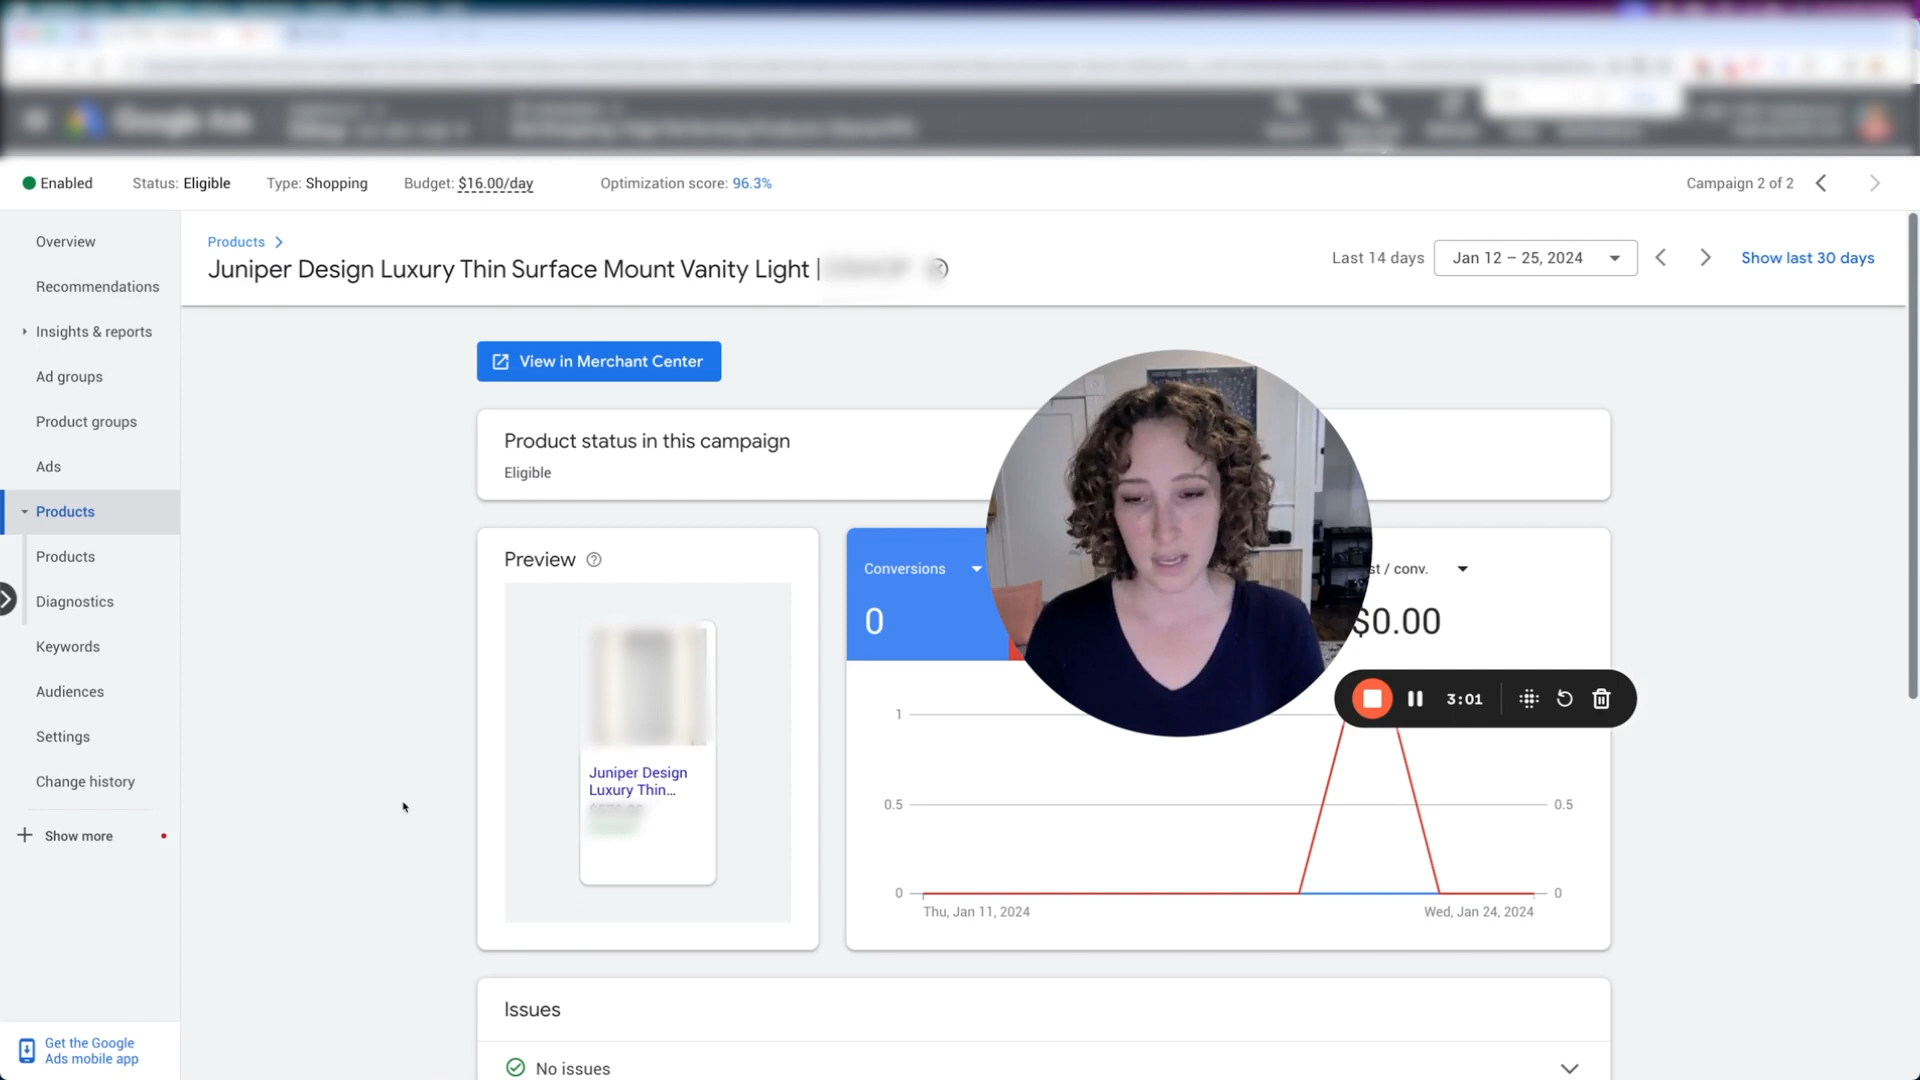 Google Ads
Enabled
Status: Eligible
Type: Shopping
Budget: $16.00/day
Optimization score: 96.3%
Campaign 2 of 2
Overview
Recommendations
Insights & reports
Ad groups
Product groups
Ads
Products
Products
Diagnostics
Keywords
Audiences
Settings
Change history
Show more
Get the Google
Ads mobile app
Products
Juniper Design Luxury Thin Surface Mount Vanity Light |
Last 14 days
Jan 12 – 25, 2024
Show last 30 days
View in Merchant Center
Product status in this campaign
Eligible
Preview
Juniper Design
Luxury Thin...
Conversions
0
st / conv.
$0.00
3:01
1
0.5
0.5
0
0
Thu, Jan 11, 2024
Wed, Jan 24, 2024
Issues
No issues